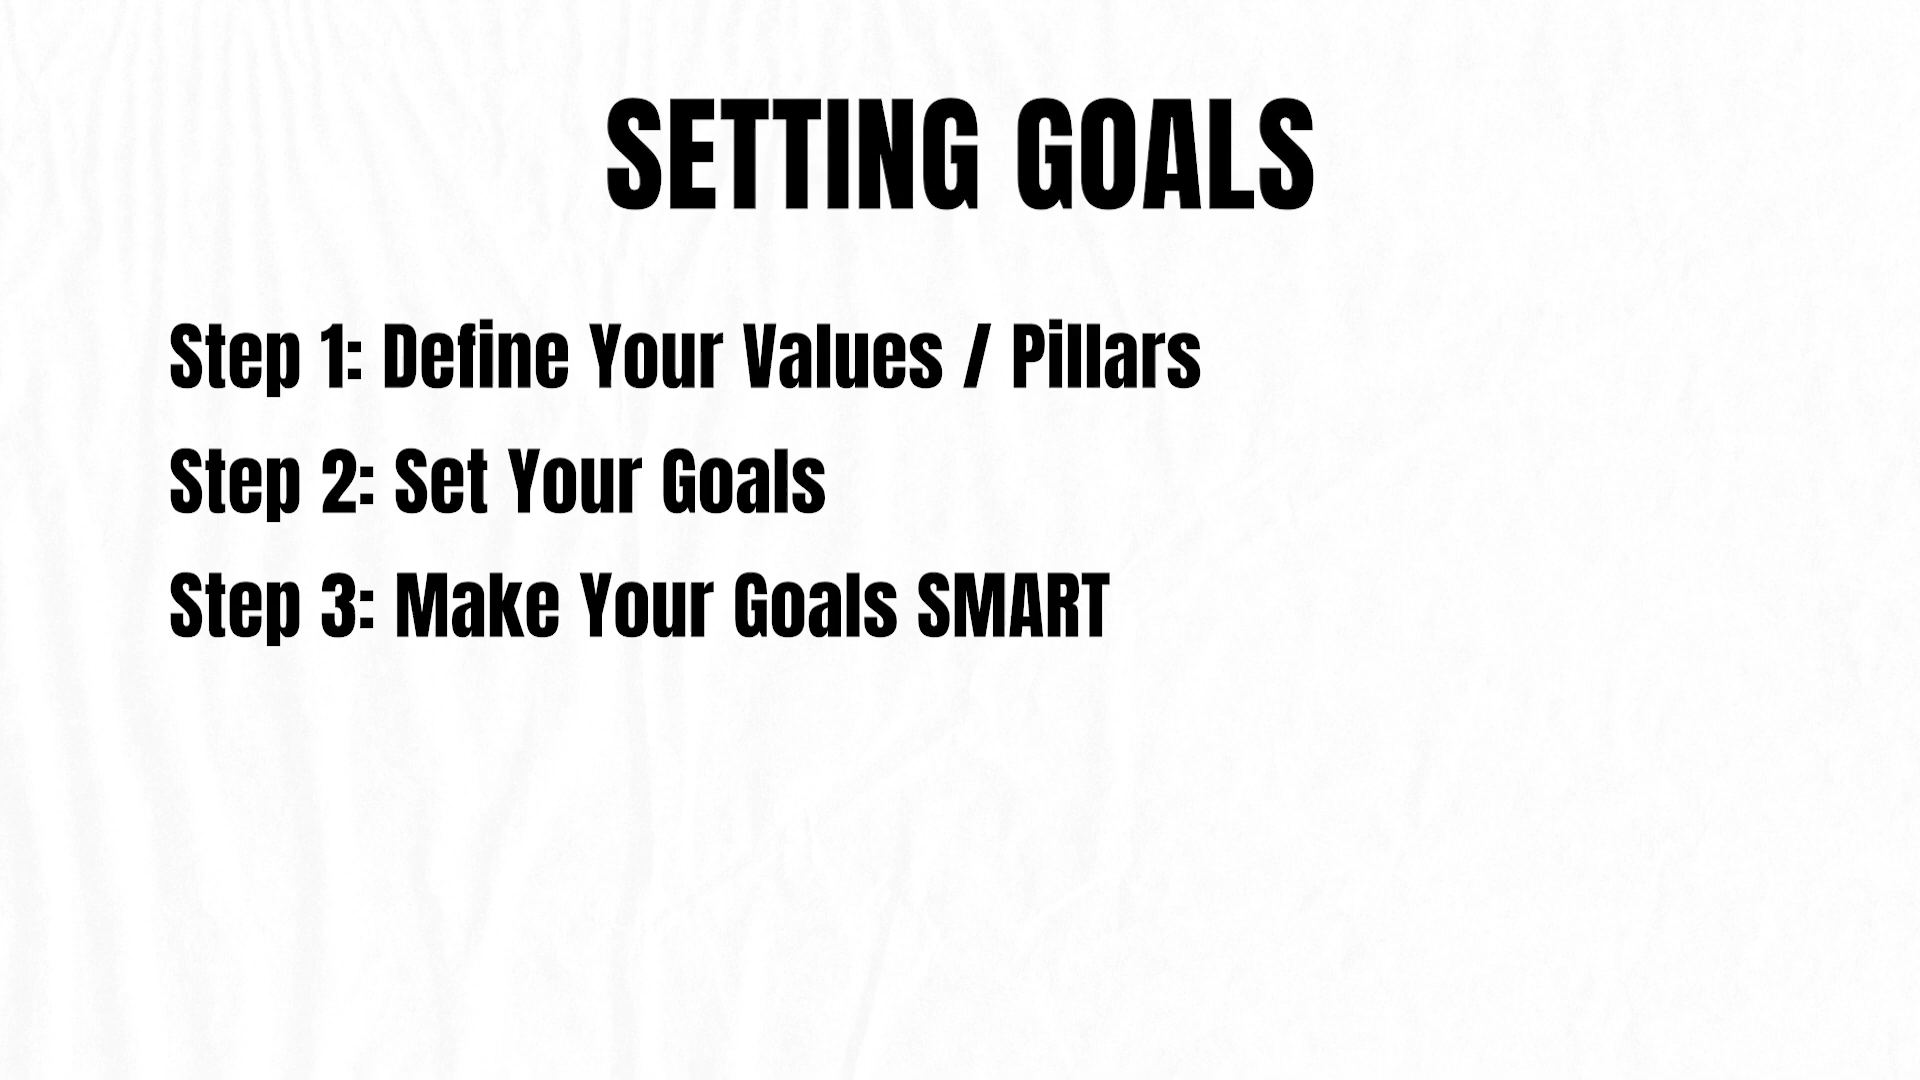 SETTING GOALS
Step 1: Define Your Values / Pillars
Step 2: Set Your Goals
Step 3: Make Your Goals SMART